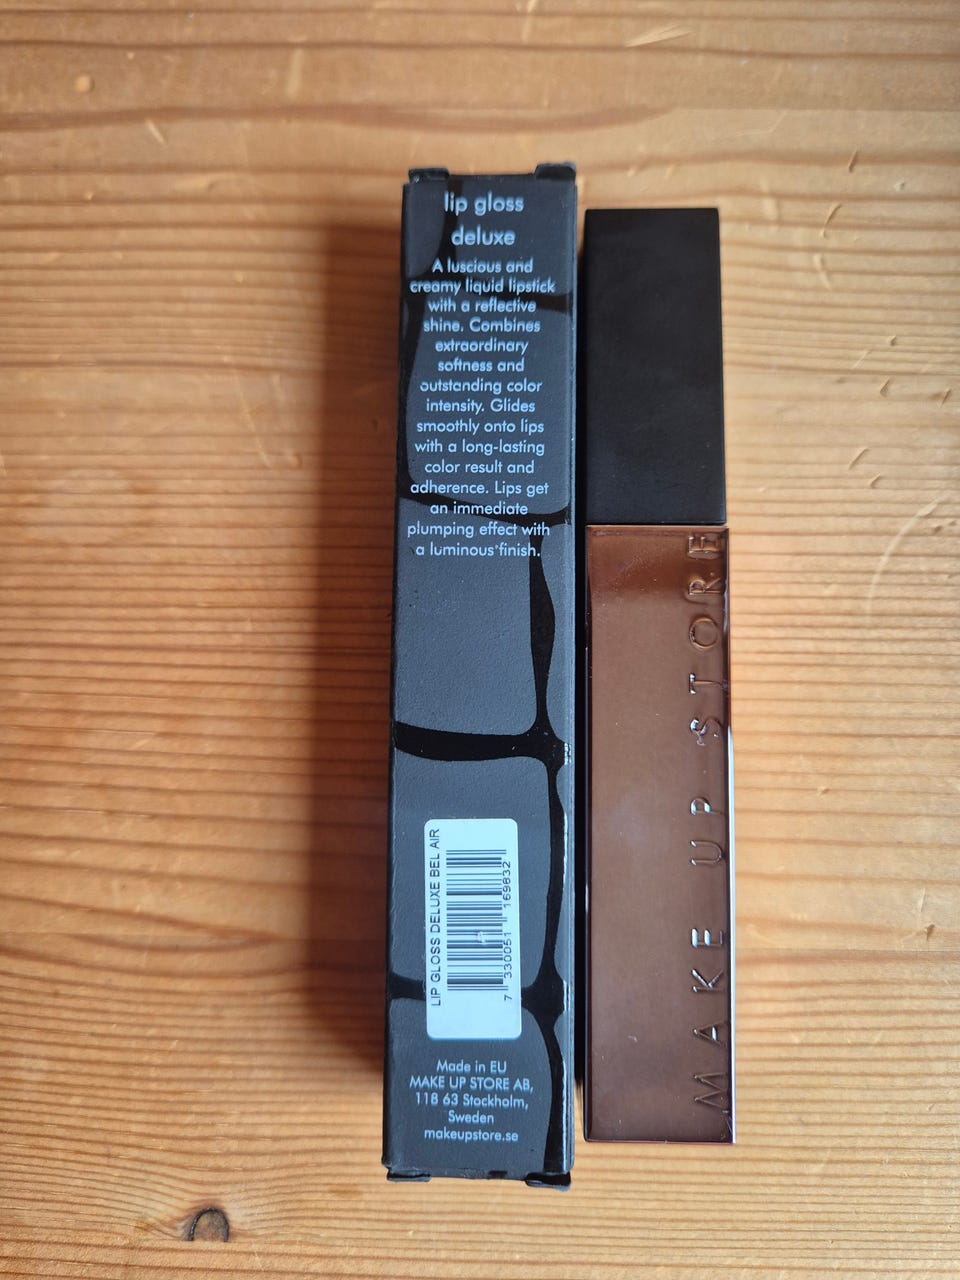 lip gloss
deluxe
A luscious and
creamy liquid lipstick
with a reflective
shine. Combines
extraordinary
softness and
outstanding color
intensity. Glides
smoothly onto lips
with a long-lasting
color result and
adherence. Lips get
an immediate
plumping effect with
a luminous finish.
LIP GLOSS DELUXE BEL AIR
7 330051 169832
Made in EU
MAKE UP STORE AB,
118 63 Stockholm,
Sweden
makeupstore.se
MAKE UP STORE